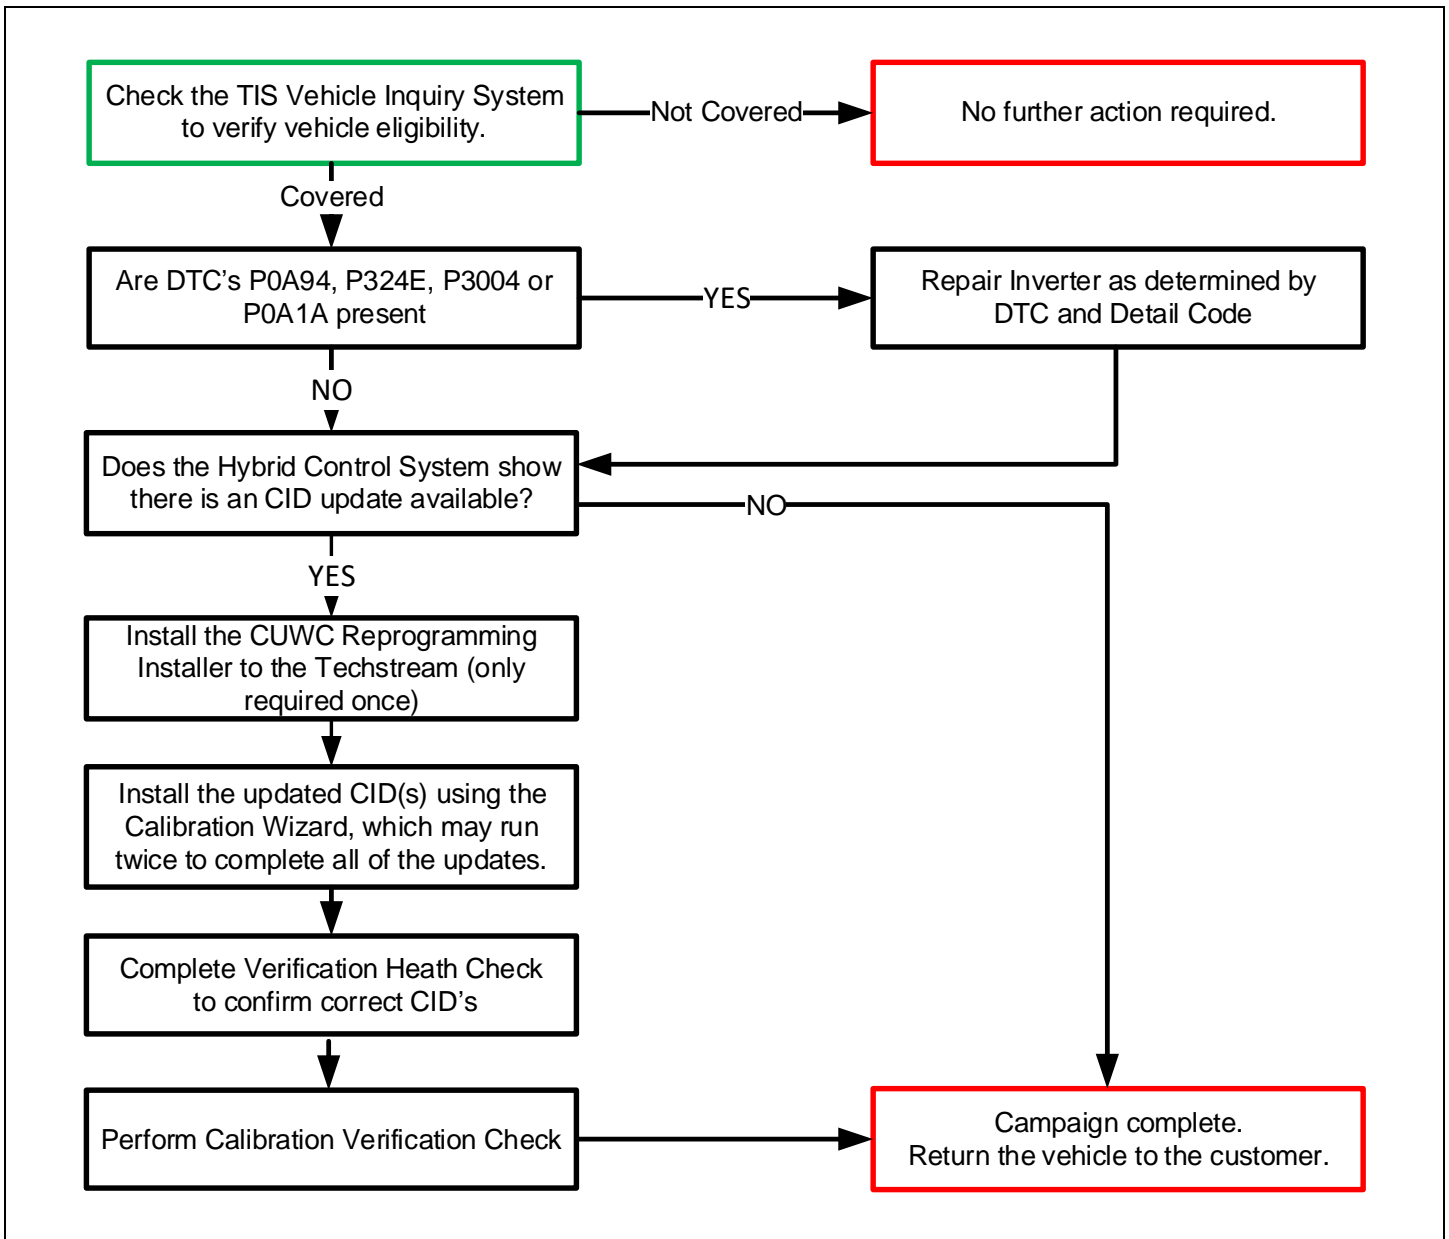 Check the TIS Vehicle Inquiry System
to verify vehicle eligibility.
Not Covered
No further action required.
Covered
Are DTC’s P0A94, P324E, P3004 or
P0A1A present
YES
Repair Inverter as determined by
DTC and Detail Code
NO
Does the Hybrid Control System show
there is an CID update available?
NO
YES
Install the CUWC Reprogramming
Installer to the Techstream (only
required once)
Install the updated CID(s) using the
Calibration Wizard, which may run
twice to complete all of the updates.
Complete Verification Heath Check
to confirm correct CID’s
Perform Calibration Verification Check
Campaign complete.
Return the vehicle to the customer.